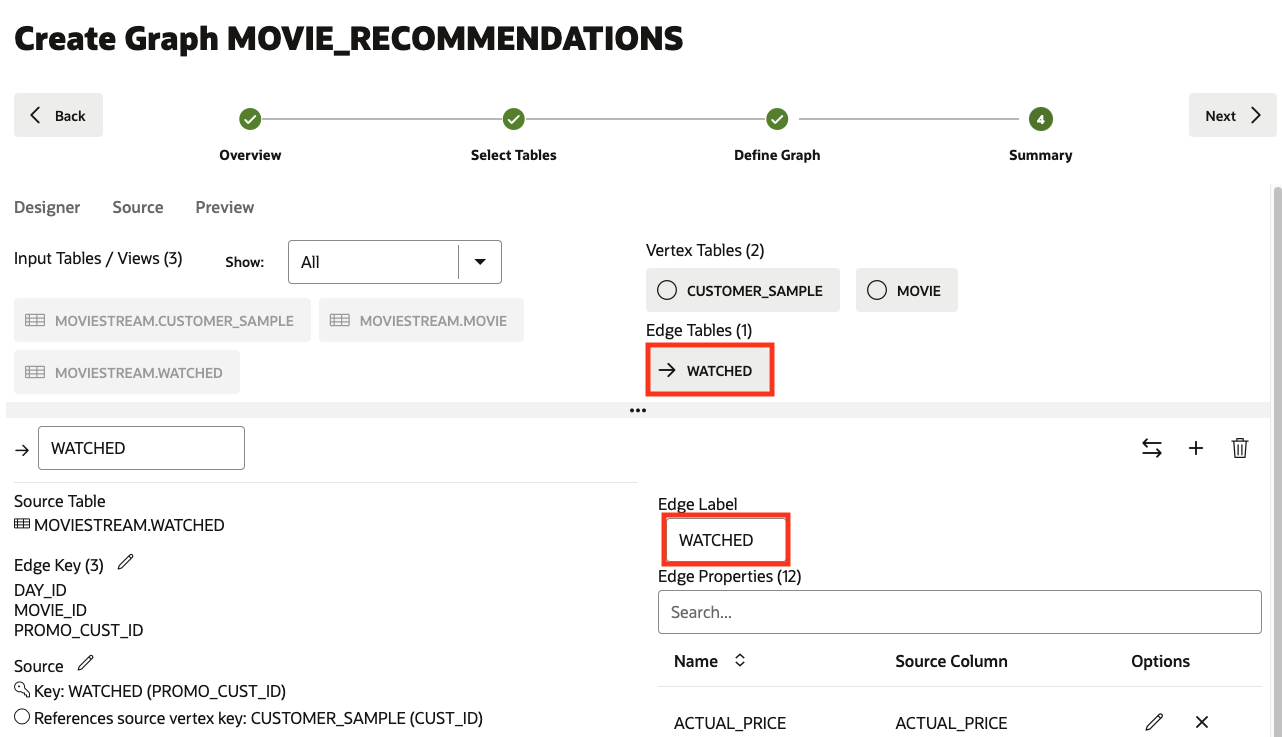 Create Graph MOVIE_RECOMMENDATIONS
Back
Next
4
Overview
Select Tables
Define Graph
Summary
Designer
Source
Preview
Input Tables / Views (3)
Show:
All
MOVIESTREAM.CUSTOMER_SAMPLE
MOVIESTREAM.MOVIE
MOVIESTREAM.WATCHED
Vertex Tables (2)
CUSTOMER_SAMPLE
MOVIE
Edge Tables (1)
WATCHED
WATCHED
Source Table
MOVIESTREAM.WATCHED
Edge Key (3)
DAY_ID
MOVIE_ID
PROMO_CUST_ID
Source
Key: WATCHED (PROMO_CUST_ID)
References source vertex key: CUSTOMER_SAMPLE (CUST_ID)
Edge Label
WATCHED
Edge Properties (12)
Search...
Name
Source Column
Options
ACTUAL_PRICE
ACTUAL_PRICE